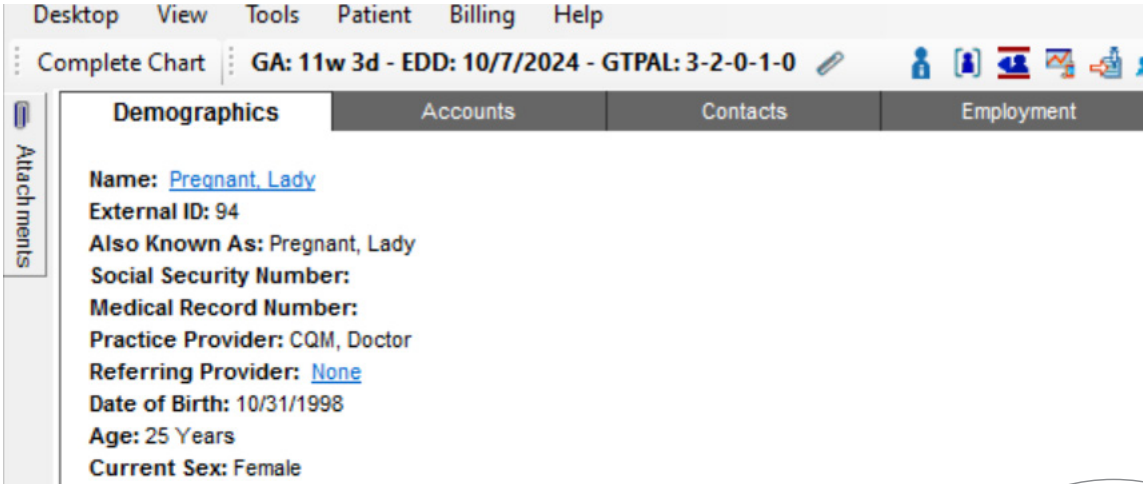 Desktop View Tools Patient Billing Help
Complete Chart GA: 11w 3d - EDD: 10/7/2024 - GTPAL: 3-2-0-1-0
Demographics Accounts Contacts Employment
Attachments
Name: Pregnant, Lady
External ID: 94
Also Known As: Pregnant, Lady
Social Security Number:
Medical Record Number:
Practice Provider: CQM, Doctor
Referring Provider: None
Date of Birth: 10/31/1998
Age: 25 Years
Current Sex: Female